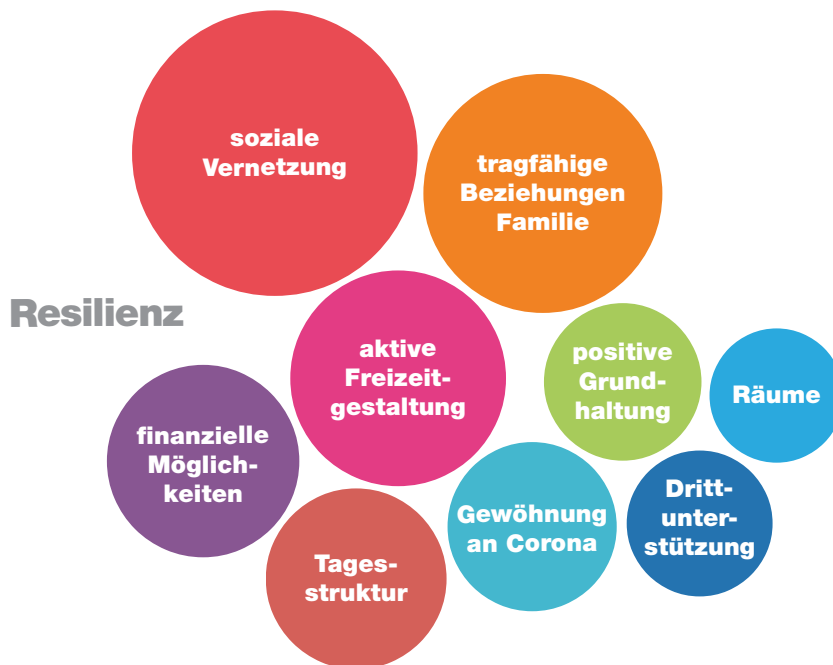 soziale
Vernetzung
tragfähige
Beziehungen
Familie
Resilienz
aktive
Freizeit-
gestaltung
positive
Grund-
haltung
Räume
finanzielle
Möglich-
keiten
Gewöhnung
an Corona
Dritt-
unter-
stützung
Tages-
struktur